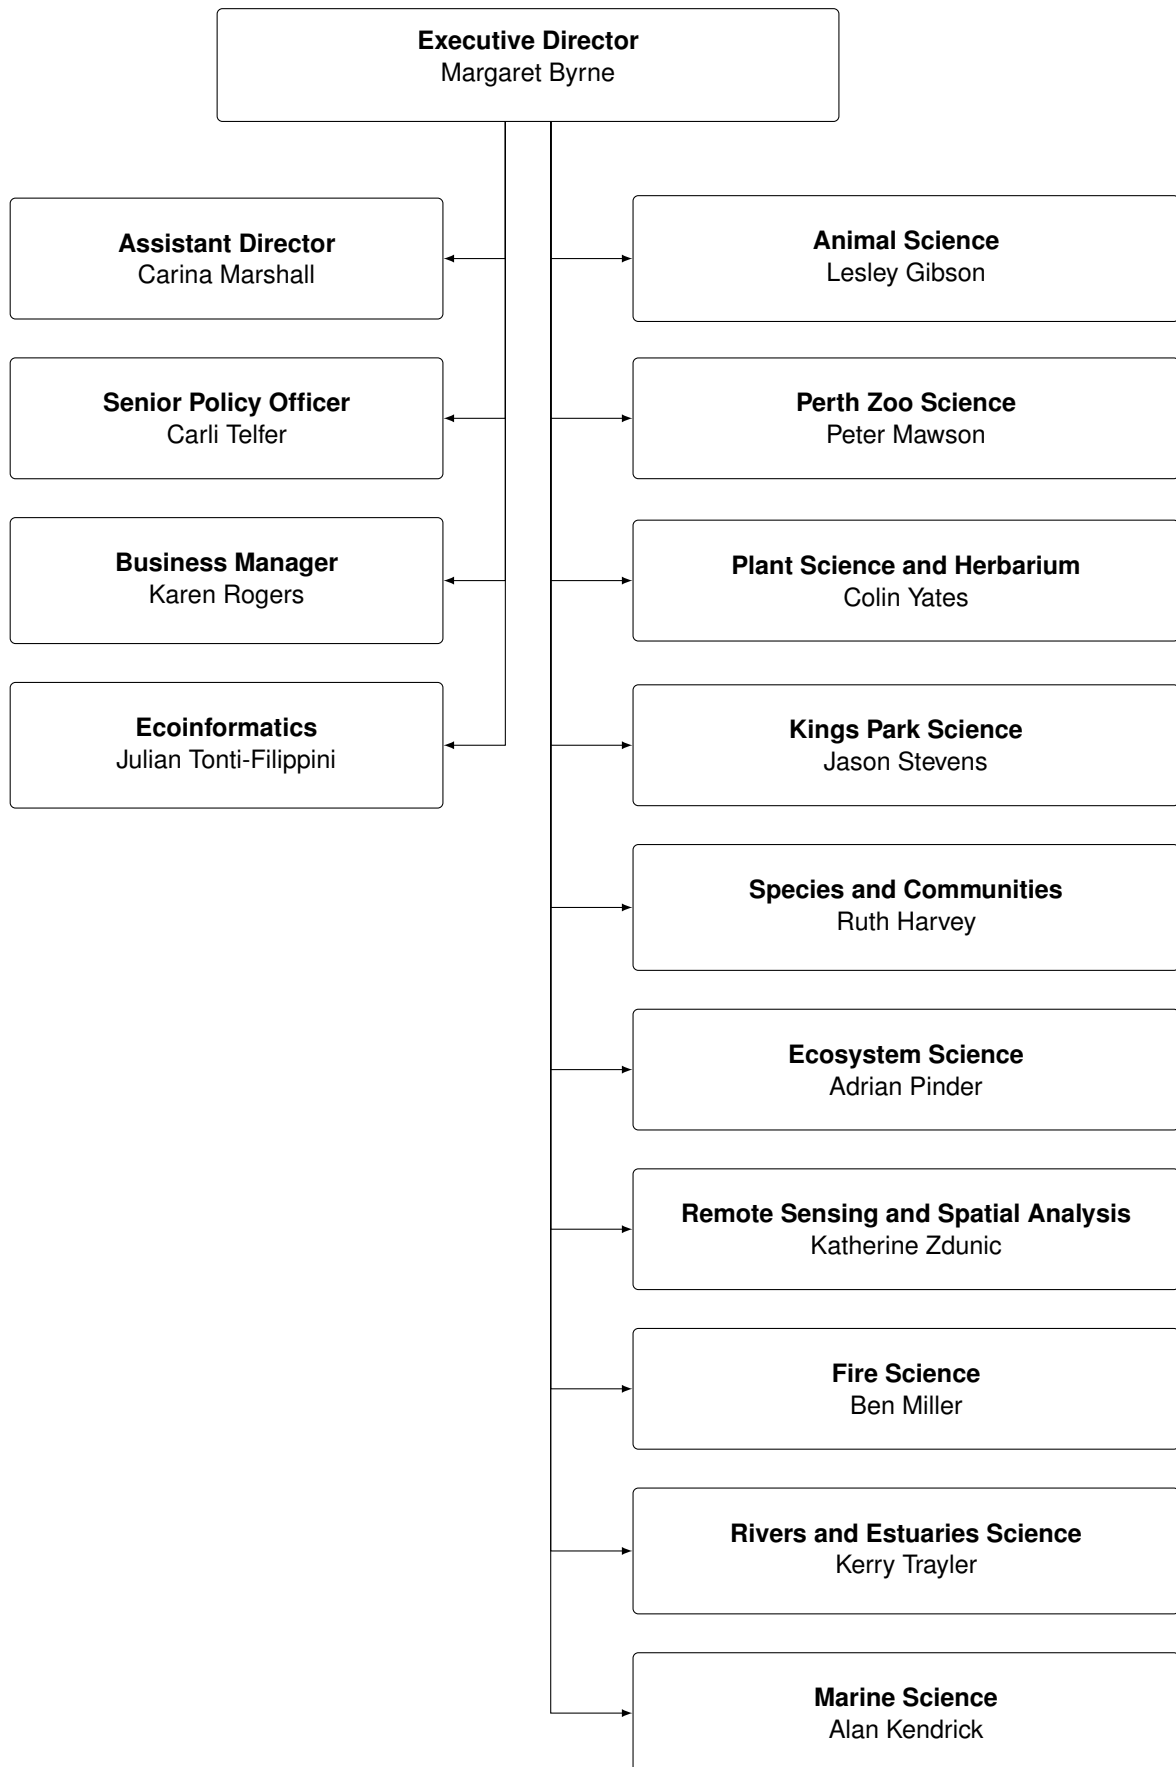 Executive Director
Margaret Byrne
Assistant Director
Carina Marshall
Senior Policy Officer
Carli Telfer
Business Manager
Karen Rogers
Ecoinformatics
Julian Tonti-Filippini
Animal Science
Lesley Gibson
Perth Zoo Science
Peter Mawson
Plant Science and Herbarium
Colin Yates
Kings Park Science
Jason Stevens
Species and Communities
Ruth Harvey
Ecosystem Science
Adrian Pinder
Remote Sensing and Spatial Analysis
Katherine Zdunic
Fire Science
Ben Miller
Rivers and Estuaries Science
Kerry Trayler
Marine Science
Alan Kendrick